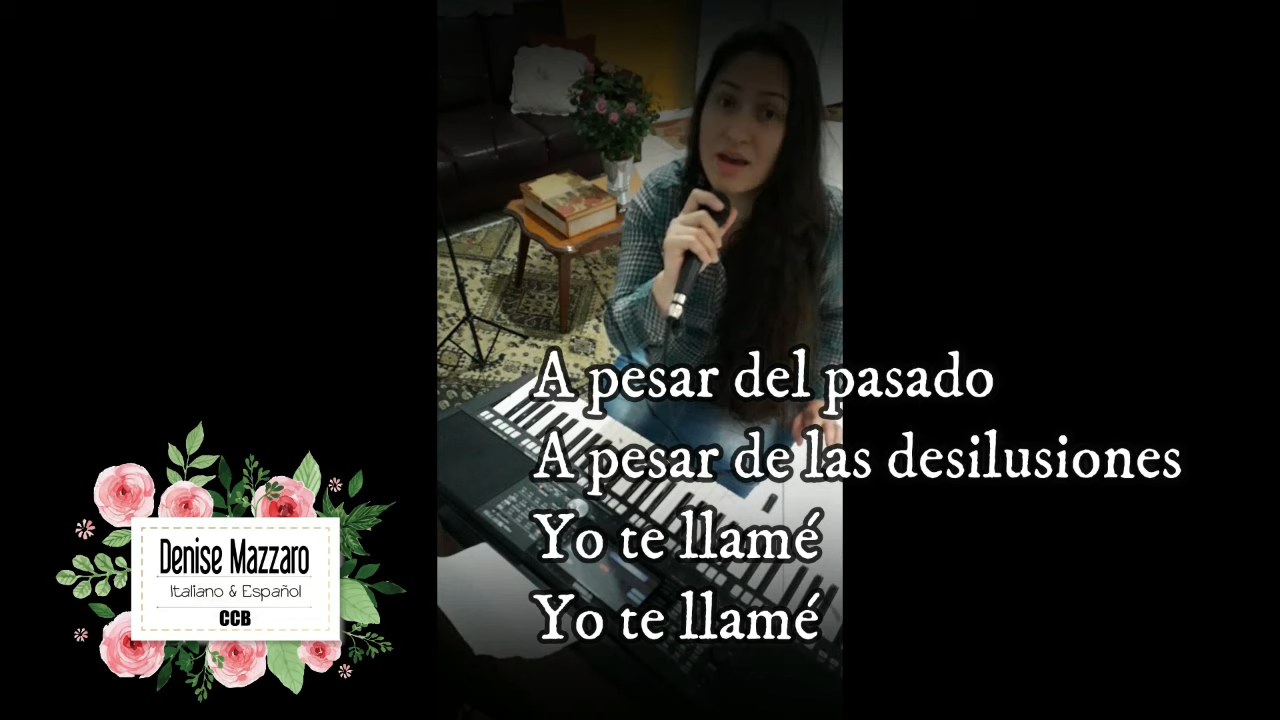 A pesar del pasado
A pesar de las desilusiones
Yo te llamé
Yo te llamé
Denise Mazzaro
Italiano & Español
CCB